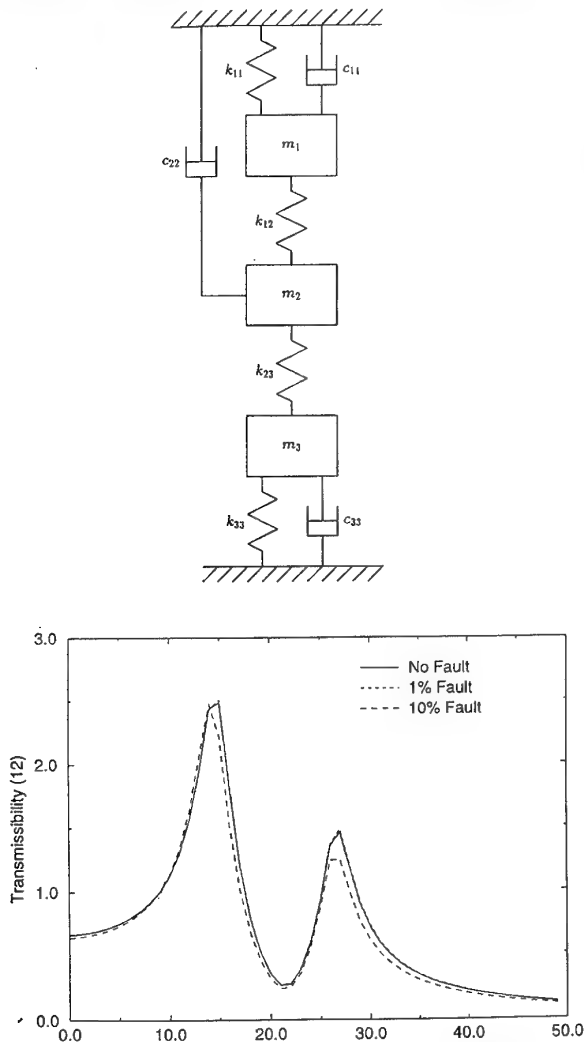 k11
c11
m1
c22
k12
m2
k23
m3
k33
c33
3.0
No Fault
1% Fault
10% Fault
2.0
Transmissibility (12)
1.0
0.0
0.0 10.0 20.0 30.0 40.0 50.0